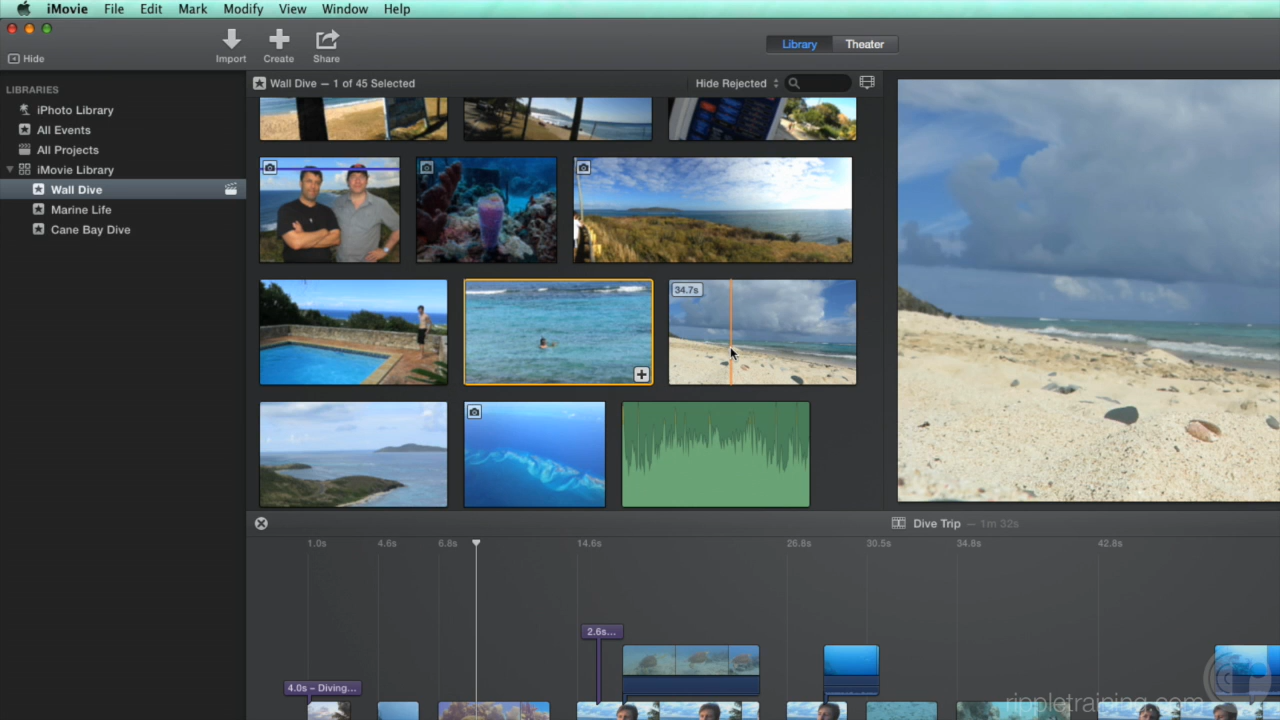 iMovie File Edit Mark Modify View Window Help
Hide
Import
Create
Share
Library
Theater
LIBRARIES
iPhoto Library
All Events
All Projects
iMovie Library
Wall Dive
Marine Life
Cane Bay Dive
Wall Dive — 1 of 45 Selected
Hide Rejected
34.7s
Dive Trip — 1m 32s
1.0s 4.6s 6.8s 14.6s 26.8s 30.5s 34.8s 42.8s
2.6s...
4.0s – Diving...
rippletraining.com